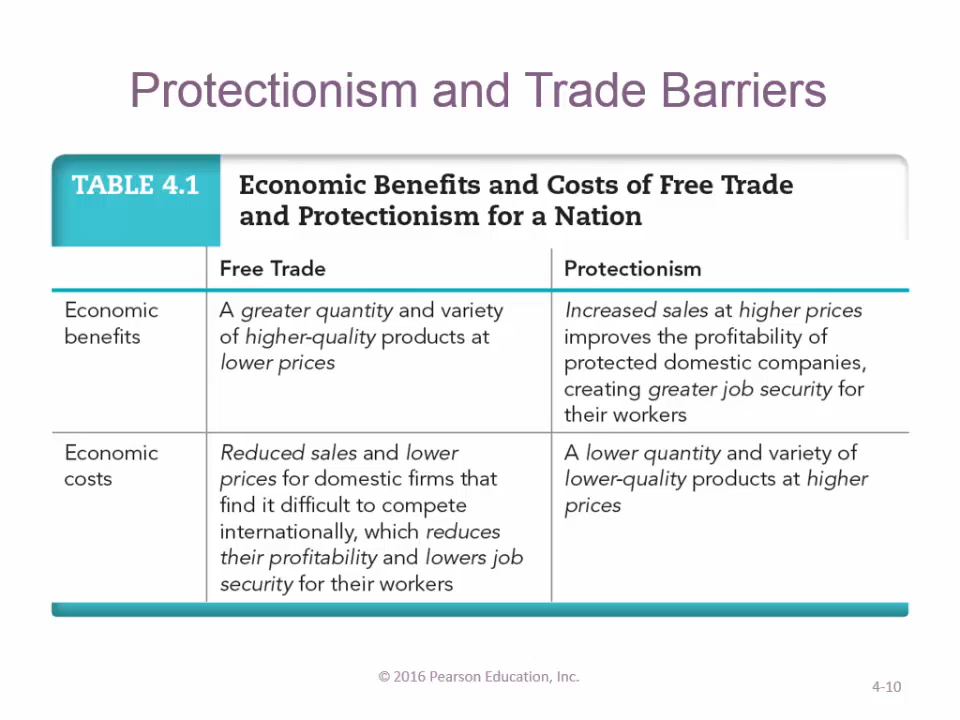 Protectionism and Trade Barriers
TABLE 4.1
Economic Benefits and Costs of Free Trade
and Protectionism for a Nation
Free Trade
Protectionism
Economic
benefits
A greater quantity and variety
of higher-quality products at
lower prices
Increased sales at higher prices
improves the profitability of
protected domestic companies,
creating greater job security for
their workers
Economic
costs
Reduced sales and lower
prices for domestic firms that
find it difficult to compete
internationally, which reduces
their profitability and lowers job
security for their workers
A lower quantity and variety of
lower-quality products at higher
prices
© 2016 Pearson Education, Inc.
4-10